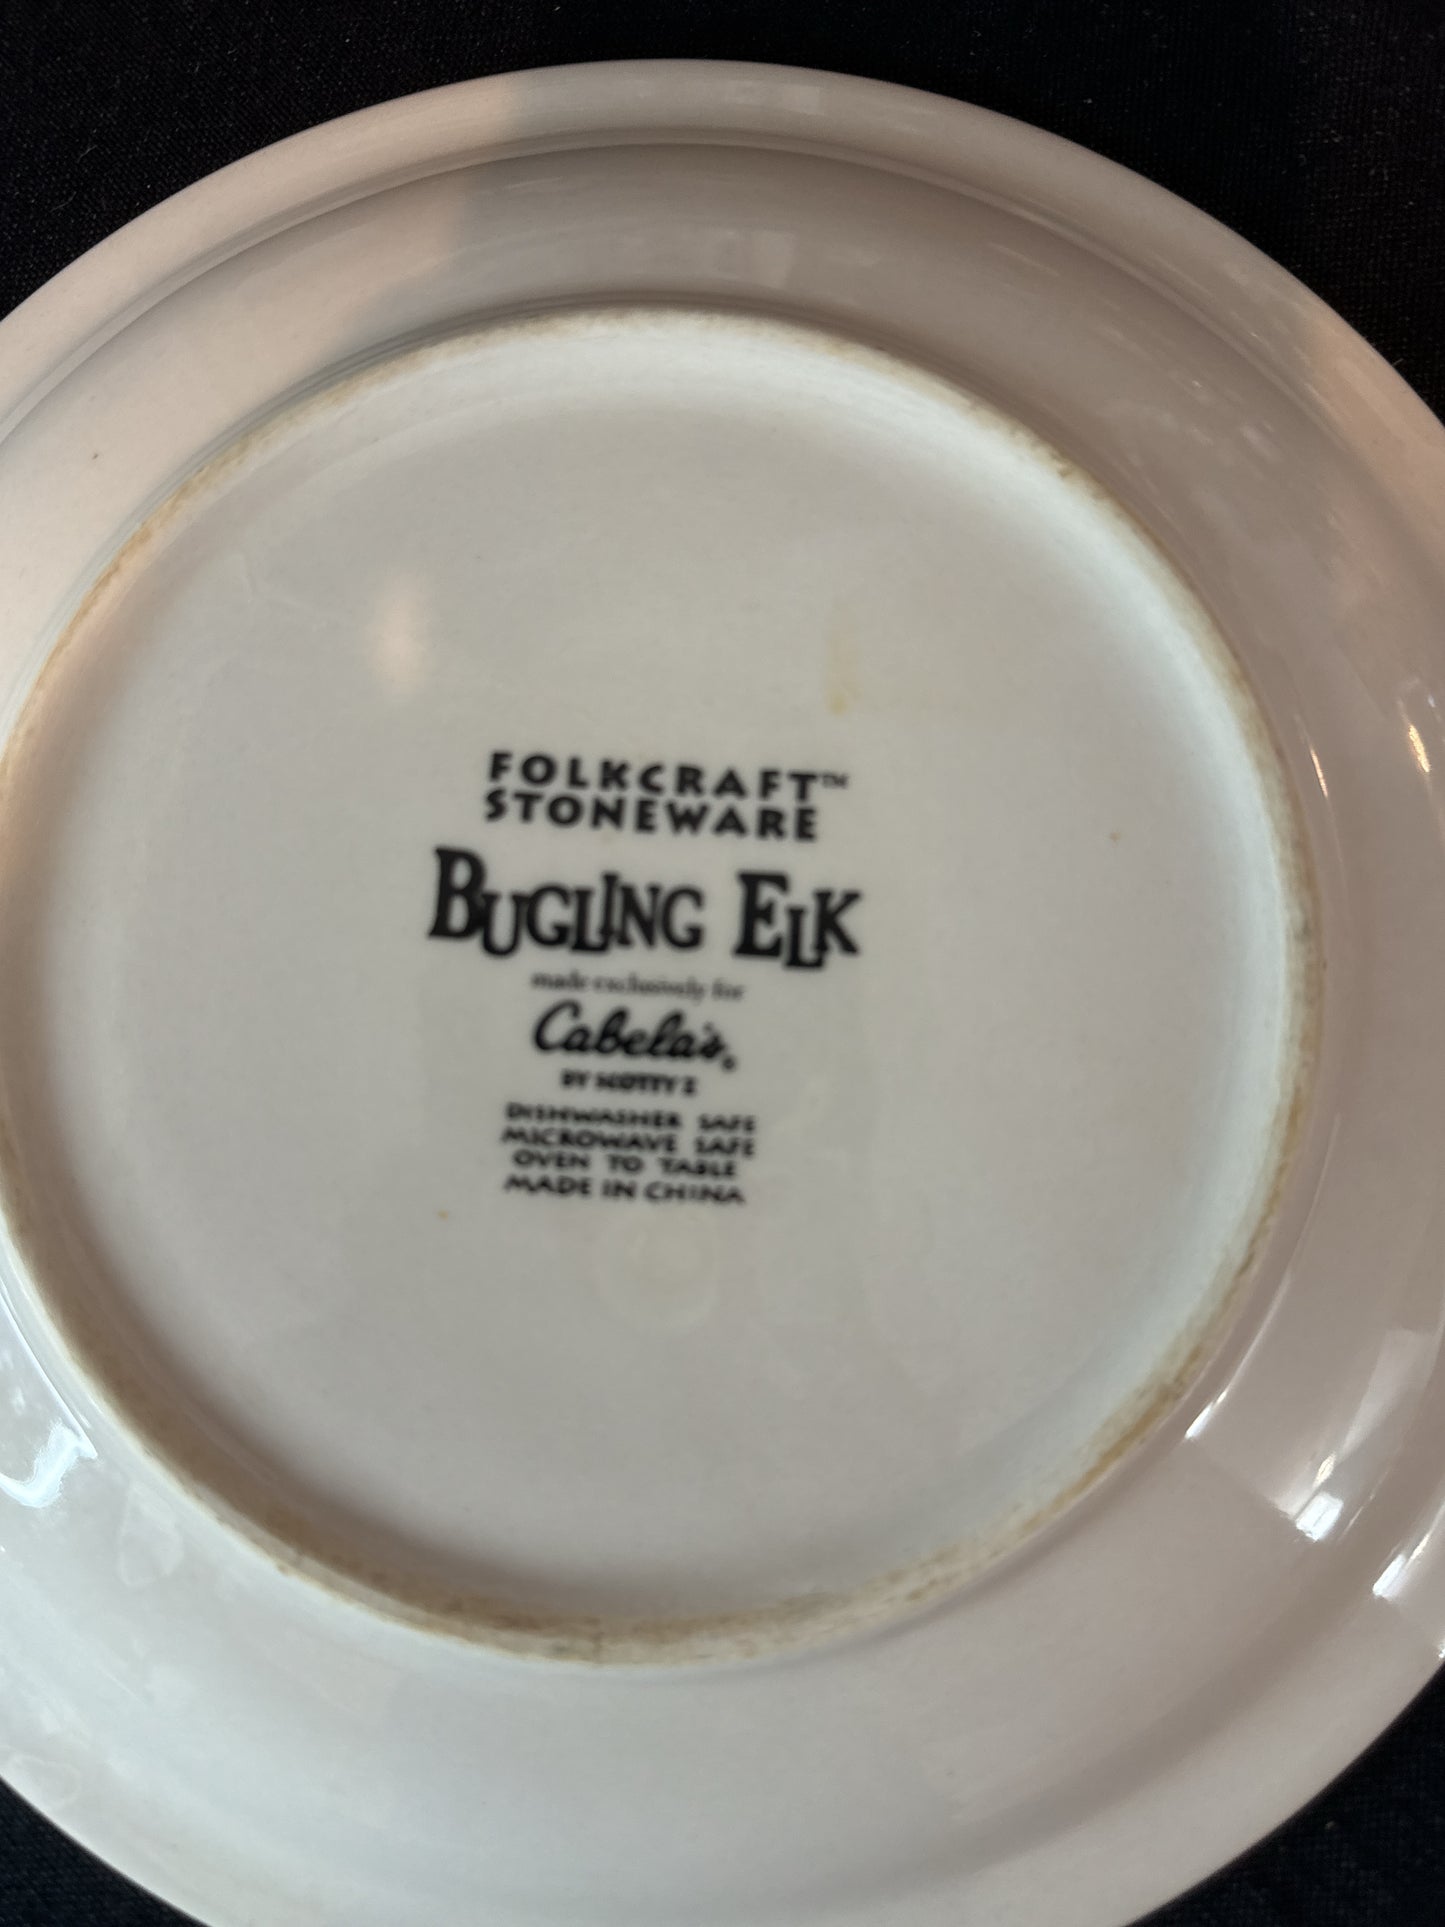 FOLKCRAFT™
STONEWARE
BUGLING ELK
made exclusively for
Cabela's®
BY SCOTTY Z
DISHWASHER SAFE
MICROWAVE SAFE
OVEN TO TABLE
MADE IN CHINA